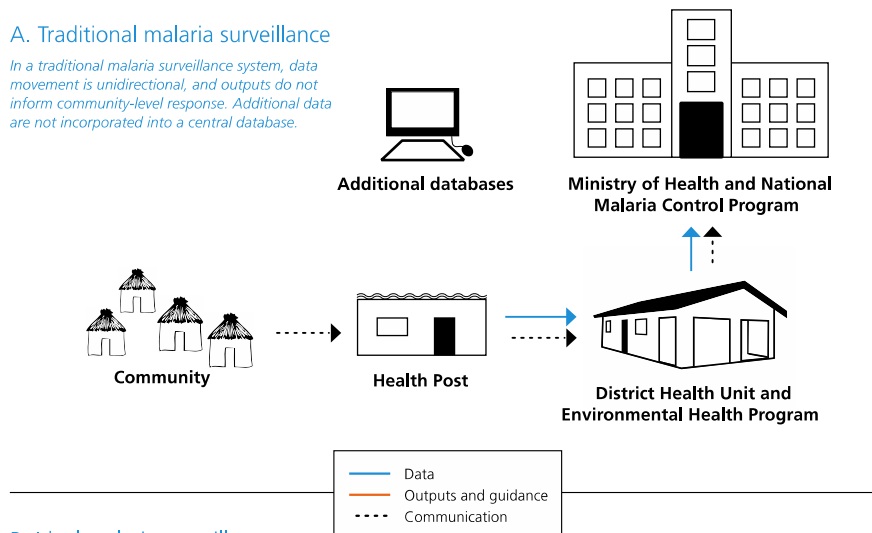 A. Traditional malaria surveillance
In a traditional malaria surveillance system, data
movement is unidirectional, and outputs do not
inform community-level response. Additional data
are not incorporated into a central database.
Additional databases
Ministry of Health and National
Malaria Control Program
Community
Health Post
District Health Unit and
Environmental Health Program
Data
Outputs and guidance
Communication